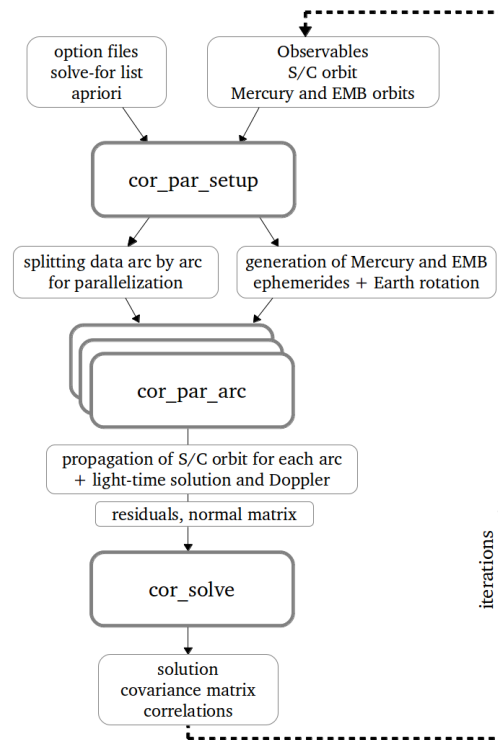 option files
solve-for list
apriori
Observables
S/C orbit
Mercury and EMB orbits
cor_par_setup
splitting data arc by arc
for parallelization
generation of Mercury and EMB
ephemerides + Earth rotation
cor_par_arc
propagation of S/C orbit for each arc
+ light-time solution and Doppler
residuals, normal matrix
iterations
cor_solve
solution
covariance matrix
correlations